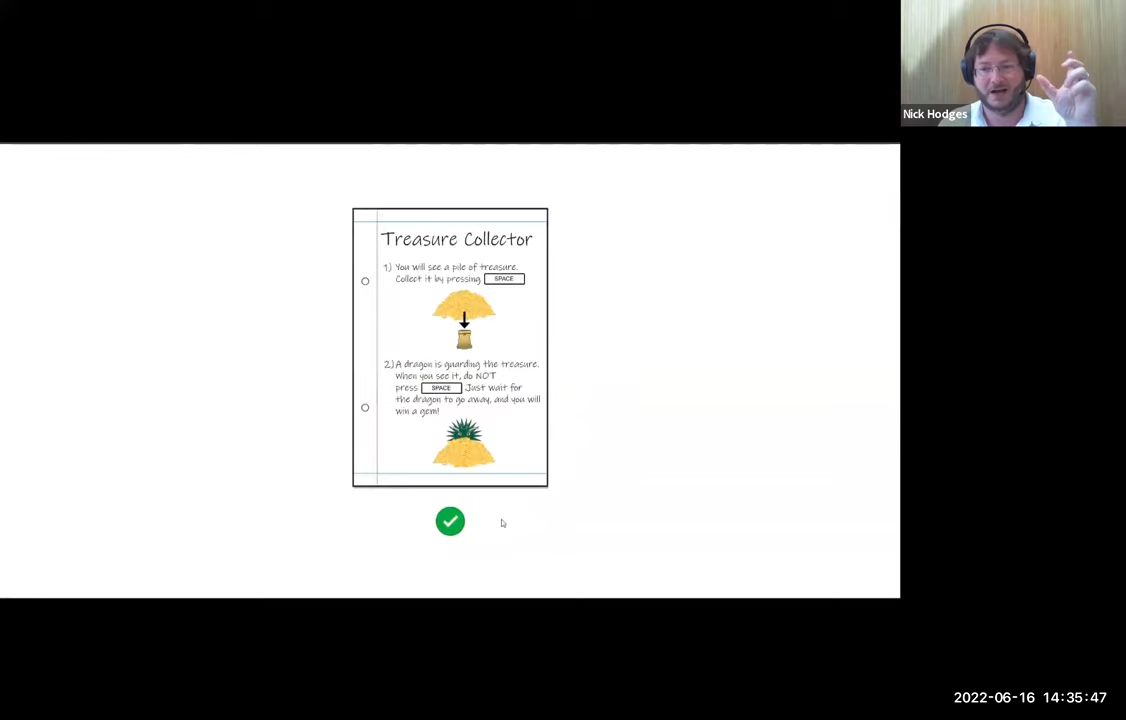 Nick Hodges
Treasure Collector
1.) You will see a pile of treasure.
Collect it by pressing SPACE
2.) A dragon is guarding the treasure.
When you see it, do NOT
press SPACE Just wait for
the dragon to go away, and you will
win a gem!
2022-06-16 14:35:47